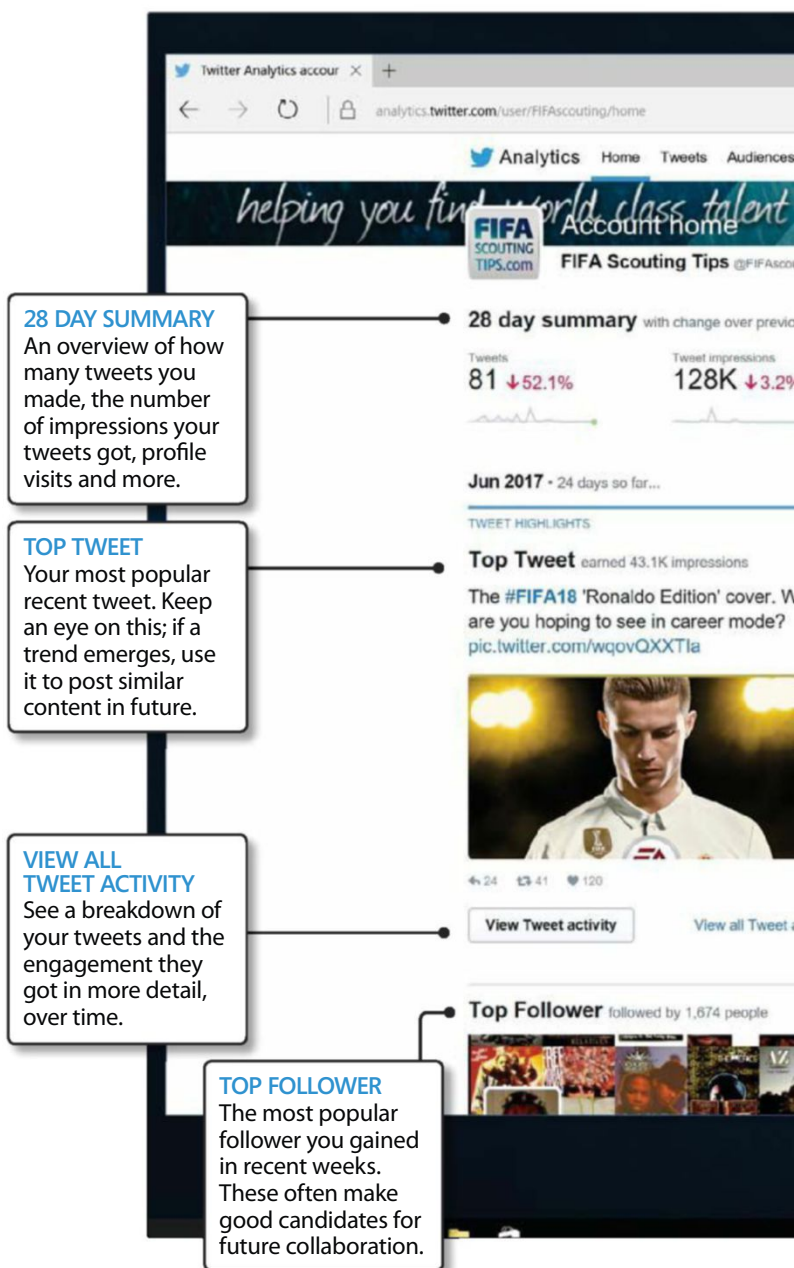 Twitter Analytics accour
analytics.twitter.com/user/FIFAscouting/home
Analytics Home Tweets Audiences
helping you find world class talent
FIFA
SCOUTING
TIPS.com
Account home
FIFA Scouting Tips @FIFAscou
28 DAY SUMMARY
An overview of how
many tweets you
made, the number
of impressions your
tweets got, profile
visits and more.
28 day summary with change over previo
Tweets
81 ↓52.1%
Tweet impressions
128K ↓3.2%
Jun 2017 • 24 days so far...
TWEET HIGHLIGHTS
TOP TWEET
Your most popular
recent tweet. Keep
an eye on this; if a
trend emerges, use
it to post similar
content in future.
Top Tweet earned 43.1K impressions
The #FIFA18 'Ronaldo Edition' cover. W
are you hoping to see in career mode?
pic.twitter.com/wqovQXXTla
EA
24 41 120
VIEW ALL
TWEET ACTIVITY
See a breakdown of
your tweets and the
engagement they
got in more detail,
over time.
View Tweet activity
View all Tweet a
Top Follower followed by 1,674 people
TOP FOLLOWER
The most popular
follower you gained
in recent weeks.
These often make
good candidates for
future collaboration.